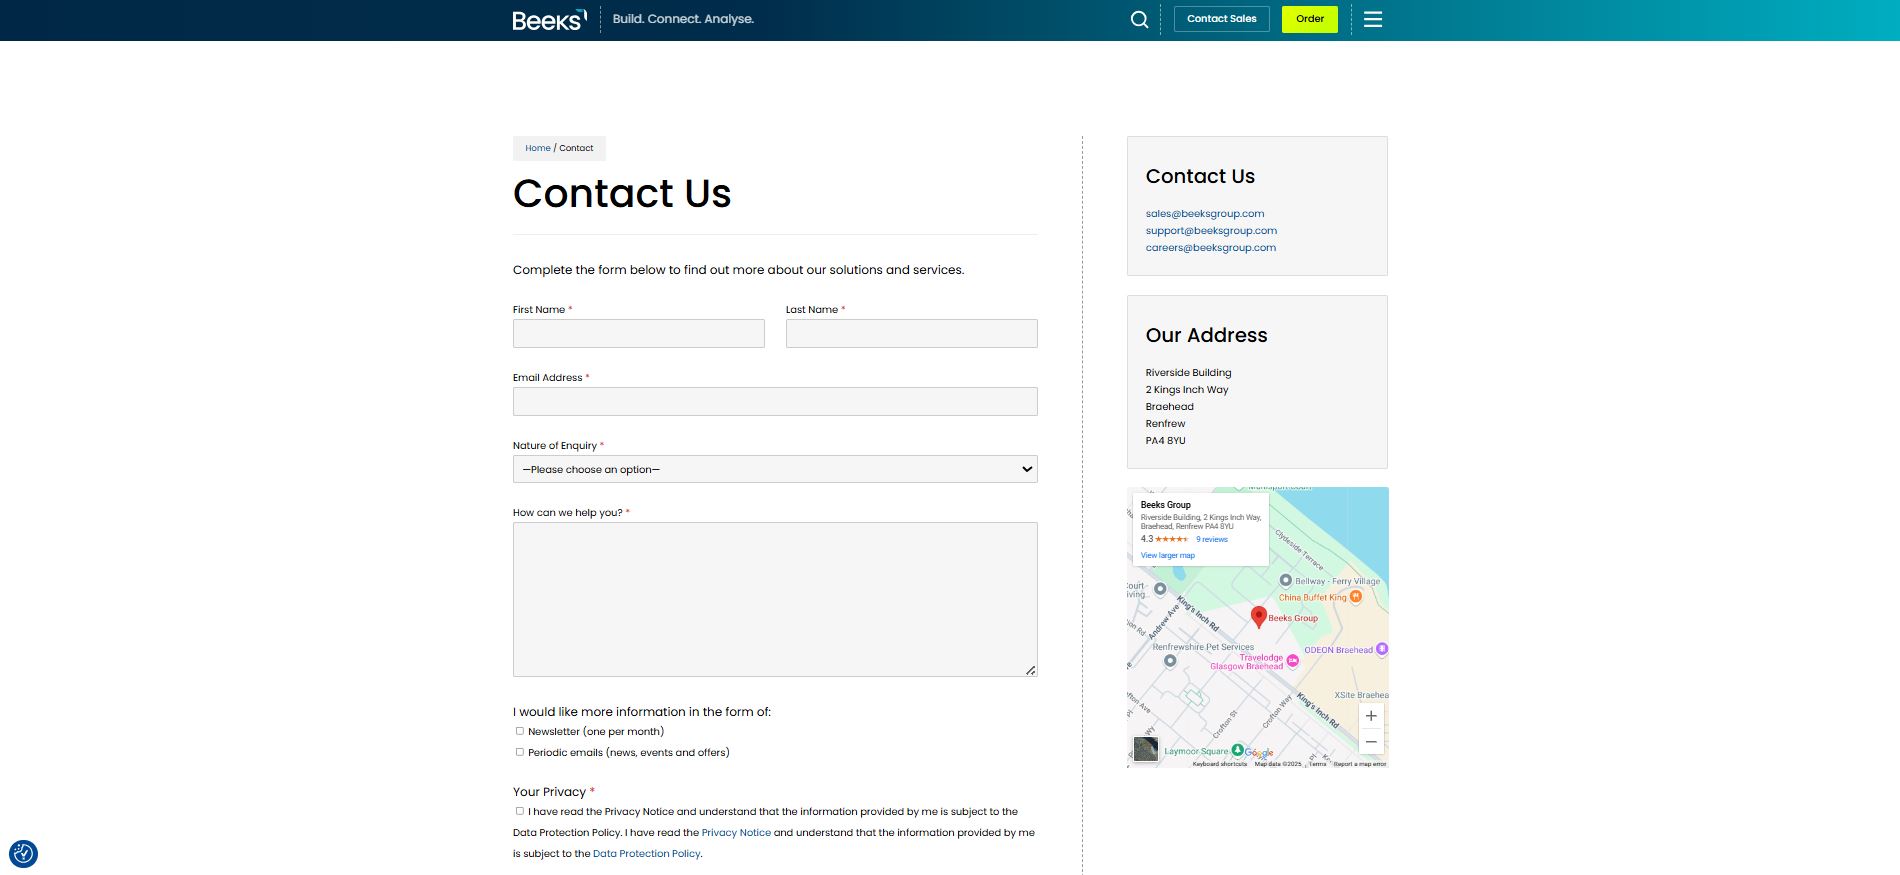 Beeks
Build. Connect. Analyse.
Contact Sales
Order
Home / Contact
Contact Us
Complete the form below to find out more about our solutions and services.
First Name *
Last Name *
Email Address *
Nature of Enquiry *
—Please choose an option—
How can we help you? *
I would like more information in the form of:
Newsletter (one per month)
Periodic emails (news, events and offers)
Your Privacy *
I have read the Privacy Notice and understand that the information provided by me is subject to the
Data Protection Policy. I have read the Privacy Notice and understand that the information provided by me
is subject to the Data Protection Policy.
Contact Us
sales@beeksgroup.com
support@beeksgroup.com
careers@beeksgroup.com
Our Address
Riverside Building
2 Kings Inch Way
Braehead
Renfrew
PA4 8YU
Beeks Group
Riverside Building, 2 Kings Inch Way,
Braehead, Renfrew PA4 8YU
4.3
9 reviews
View larger map
Clydeside Terrace
Bellway - Ferry Village
China Buffet King
King's Inch Rd
Andrew Ave
Beeks Group
Renfrewshire Pet Services
ODEON Braehead
Travelodge
Glasgow Braehead
XSite Braehea
King's Inch Rd
Crofton St
Crofton Way
Laymoor Square
Google
Keyboard shortcuts
Map data ©2025
Terms
Report a map error